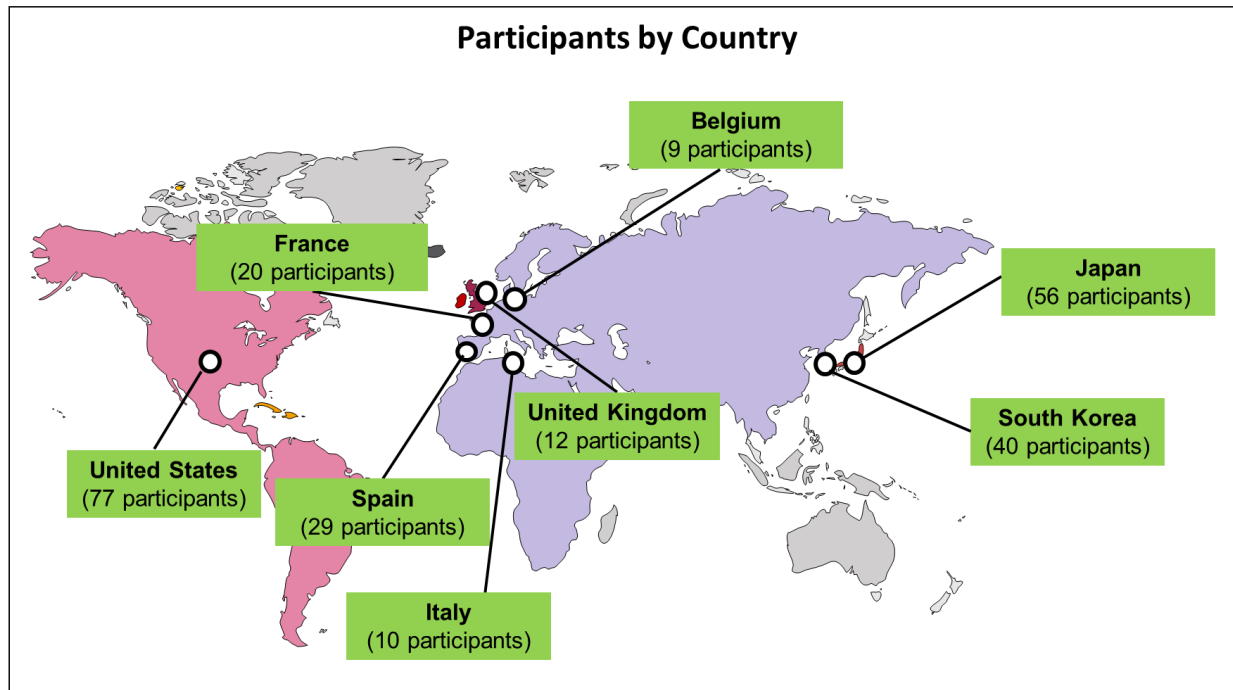 Participants by Country
Belgium
(9 participants)
France
(20 participants)
Japan
(56 participants)
United Kingdom
(12 participants)
South Korea
(40 participants)
United States
(77 participants)
Spain
(29 participants)
Italy
(10 participants)